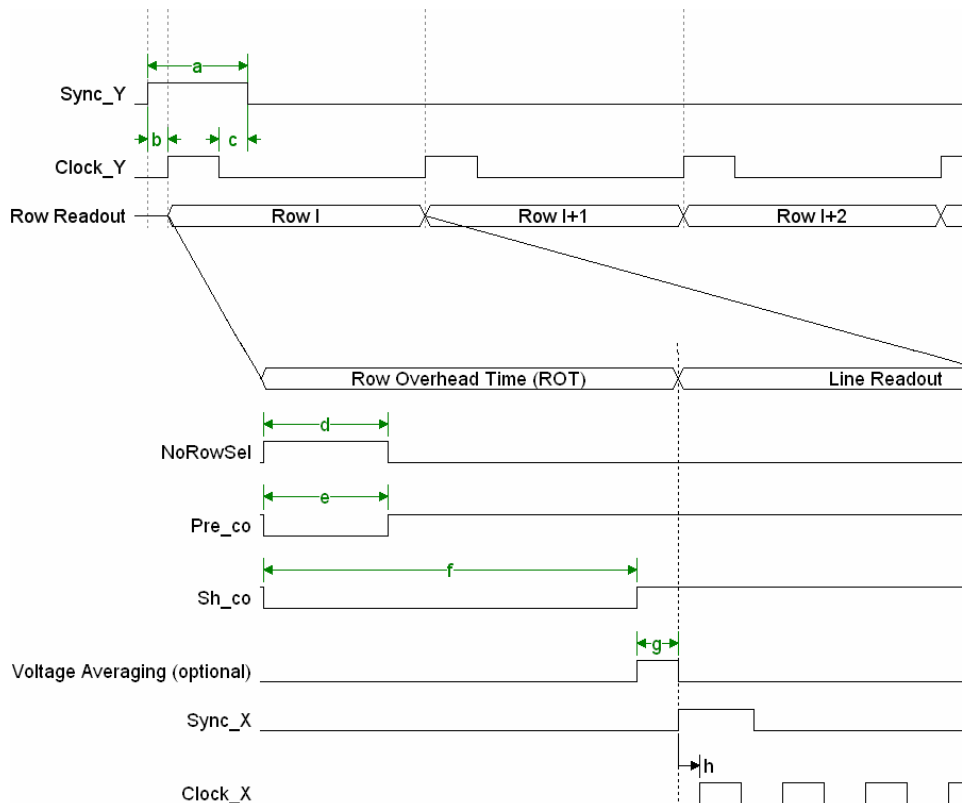 a
Sync_Y
b
c
Clock_Y
Row Readout
Row I
Row I+1
Row I+2
Row Overhead Time (ROT)
Line Readout
d
NoRowSel
e
Pre_co
f
Sh_co
g
Voltage Averaging (optional)
Sync_X
h
Clock_X